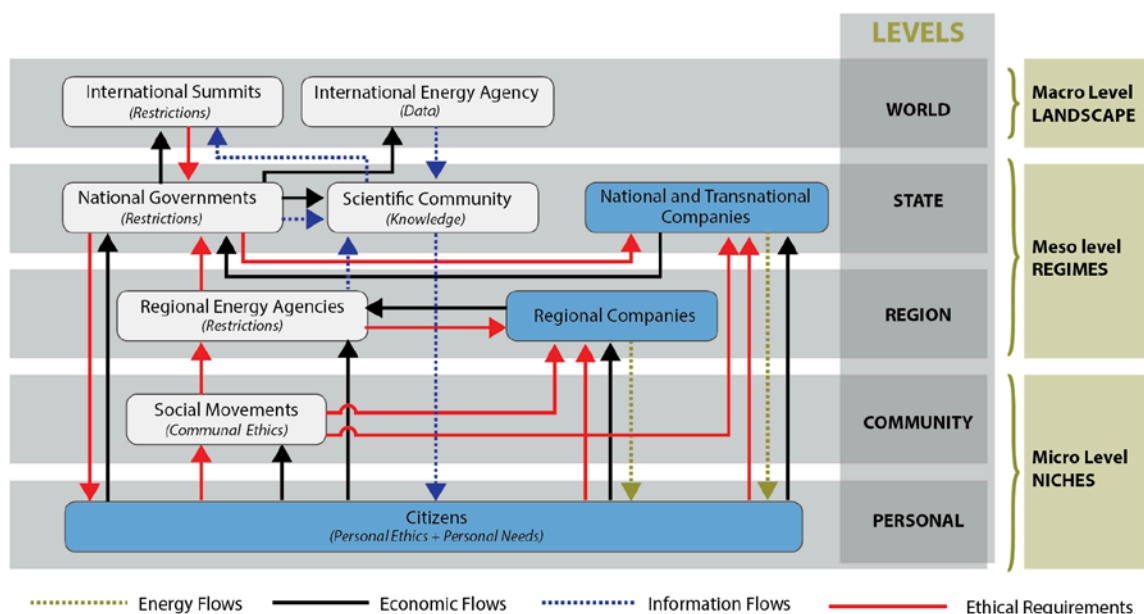 LEVELS
International Summits
(Restrictions)
International Energy Agency
(Data)
WORLD
Macro Level
LANDSCAPE
National Governments
(Restrictions)
Scientific Community
(Knowledge)
National and Transnational
Companies
STATE
Meso level
REGIMES
Regional Energy Agencies
(Restrictions)
Regional Companies
REGION
Social Movements
(Communal Ethics)
COMMUNITY
Micro Level
NICHES
Citizens
(Personal Ethics + Personal Needs)
PERSONAL
Energy Flows
Economic Flows
Information Flows
Ethical Requirements